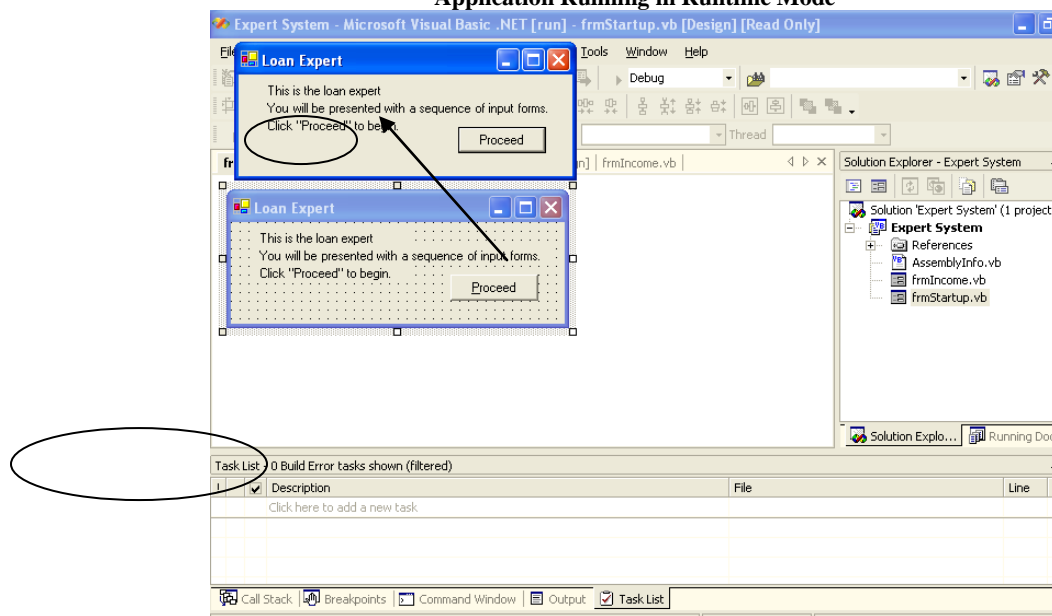 Application Running in Runtime Mode
Expert System - Microsoft Visual Basic .NET [run] - frmStartup.vb [Design] [Read Only]
Tools Window Help
Loan Expert
This is the loan expert
You will be presented with a sequence of input forms.
Click "Proceed" to begin.
Proceed
Debug
Thread
frmIncome.vb
Loan Expert
This is the loan expert
You will be presented with a sequence of input forms.
Click "Proceed" to begin.
Proceed
Solution Explorer - Expert System
Solution 'Expert System' (1 project
Expert System
References
AssemblyInfo.vb
frmIncome.vb
frmStartup.vb
Solution Explo... Running Doc
Task List - 0 Build Error tasks shown (filtered)
! Description File Line
Click here to add a new task
Call Stack Breakpoints Command Window Output Task List